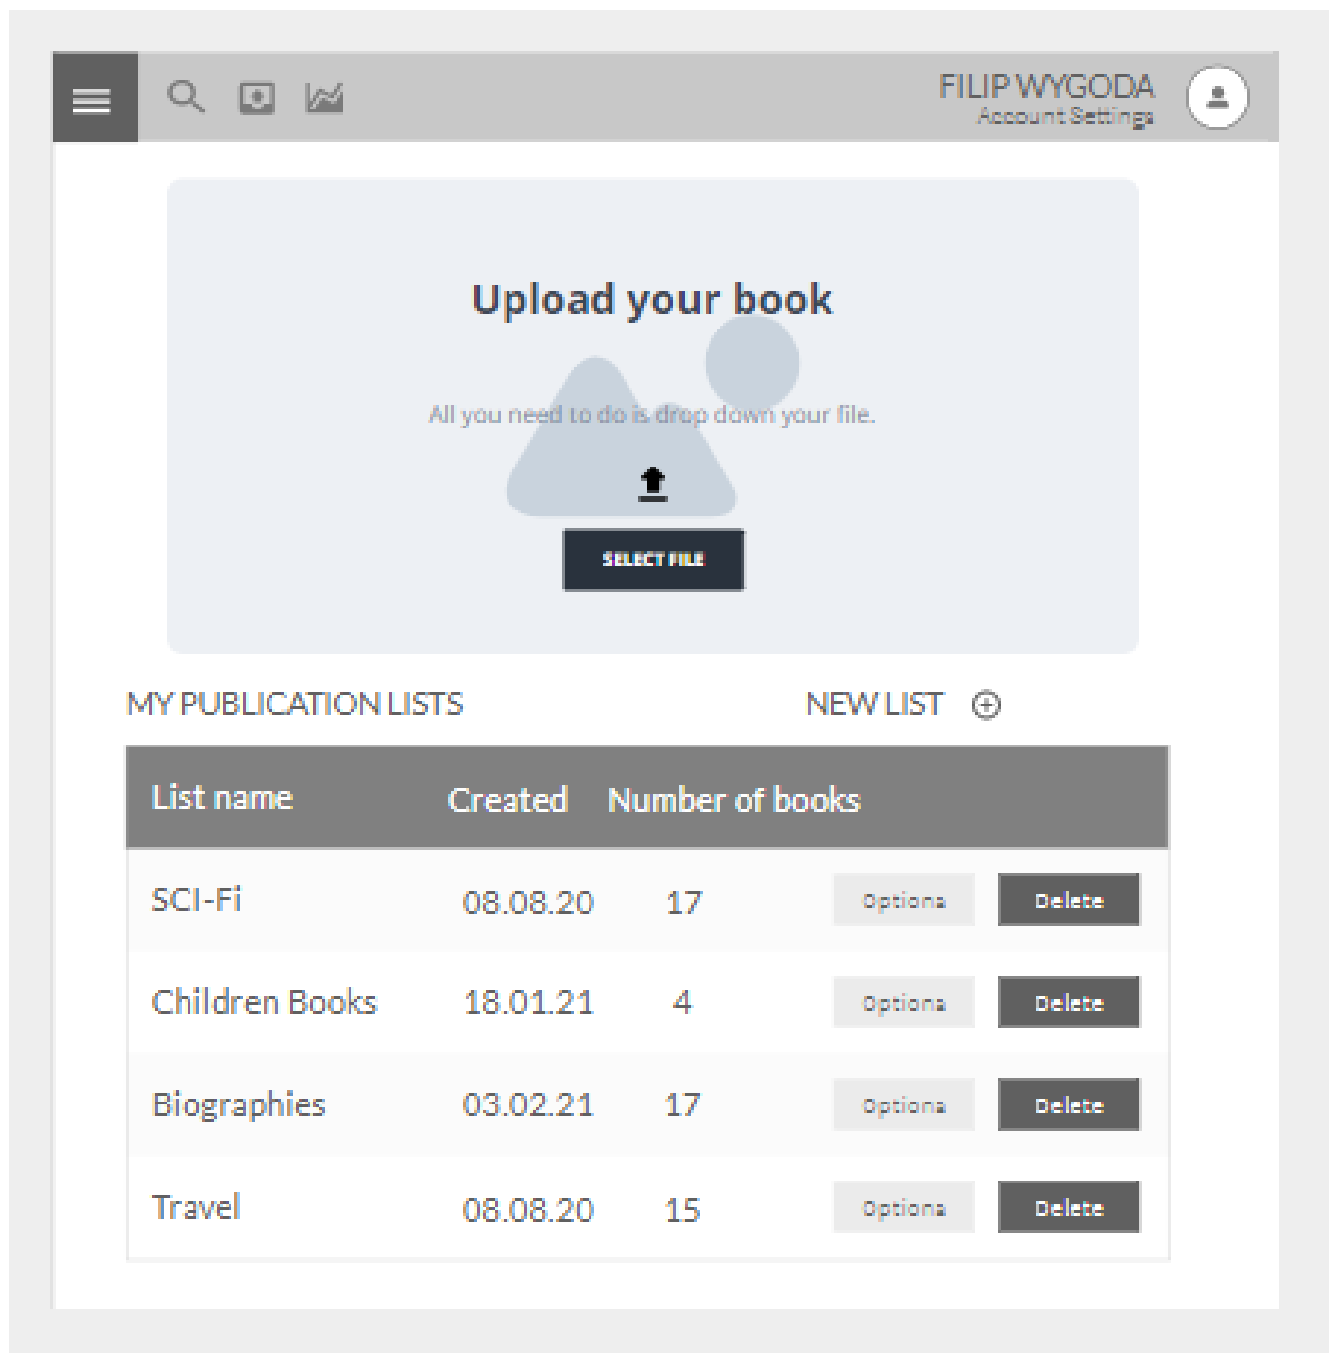 FILIP WYGODA
Account Settings
Upload your book
All you need to do is drop down your file.
SELECT FILE
MY PUBLICATION LISTS NEW LIST
List name Created Number of books
SCI-Fi 08.08.20 17 Options Delete
Children Books 18.01.21 4 Options Delete
Biographies 03.02.21 17 Options Delete
Travel 08.08.20 15 Options Delete